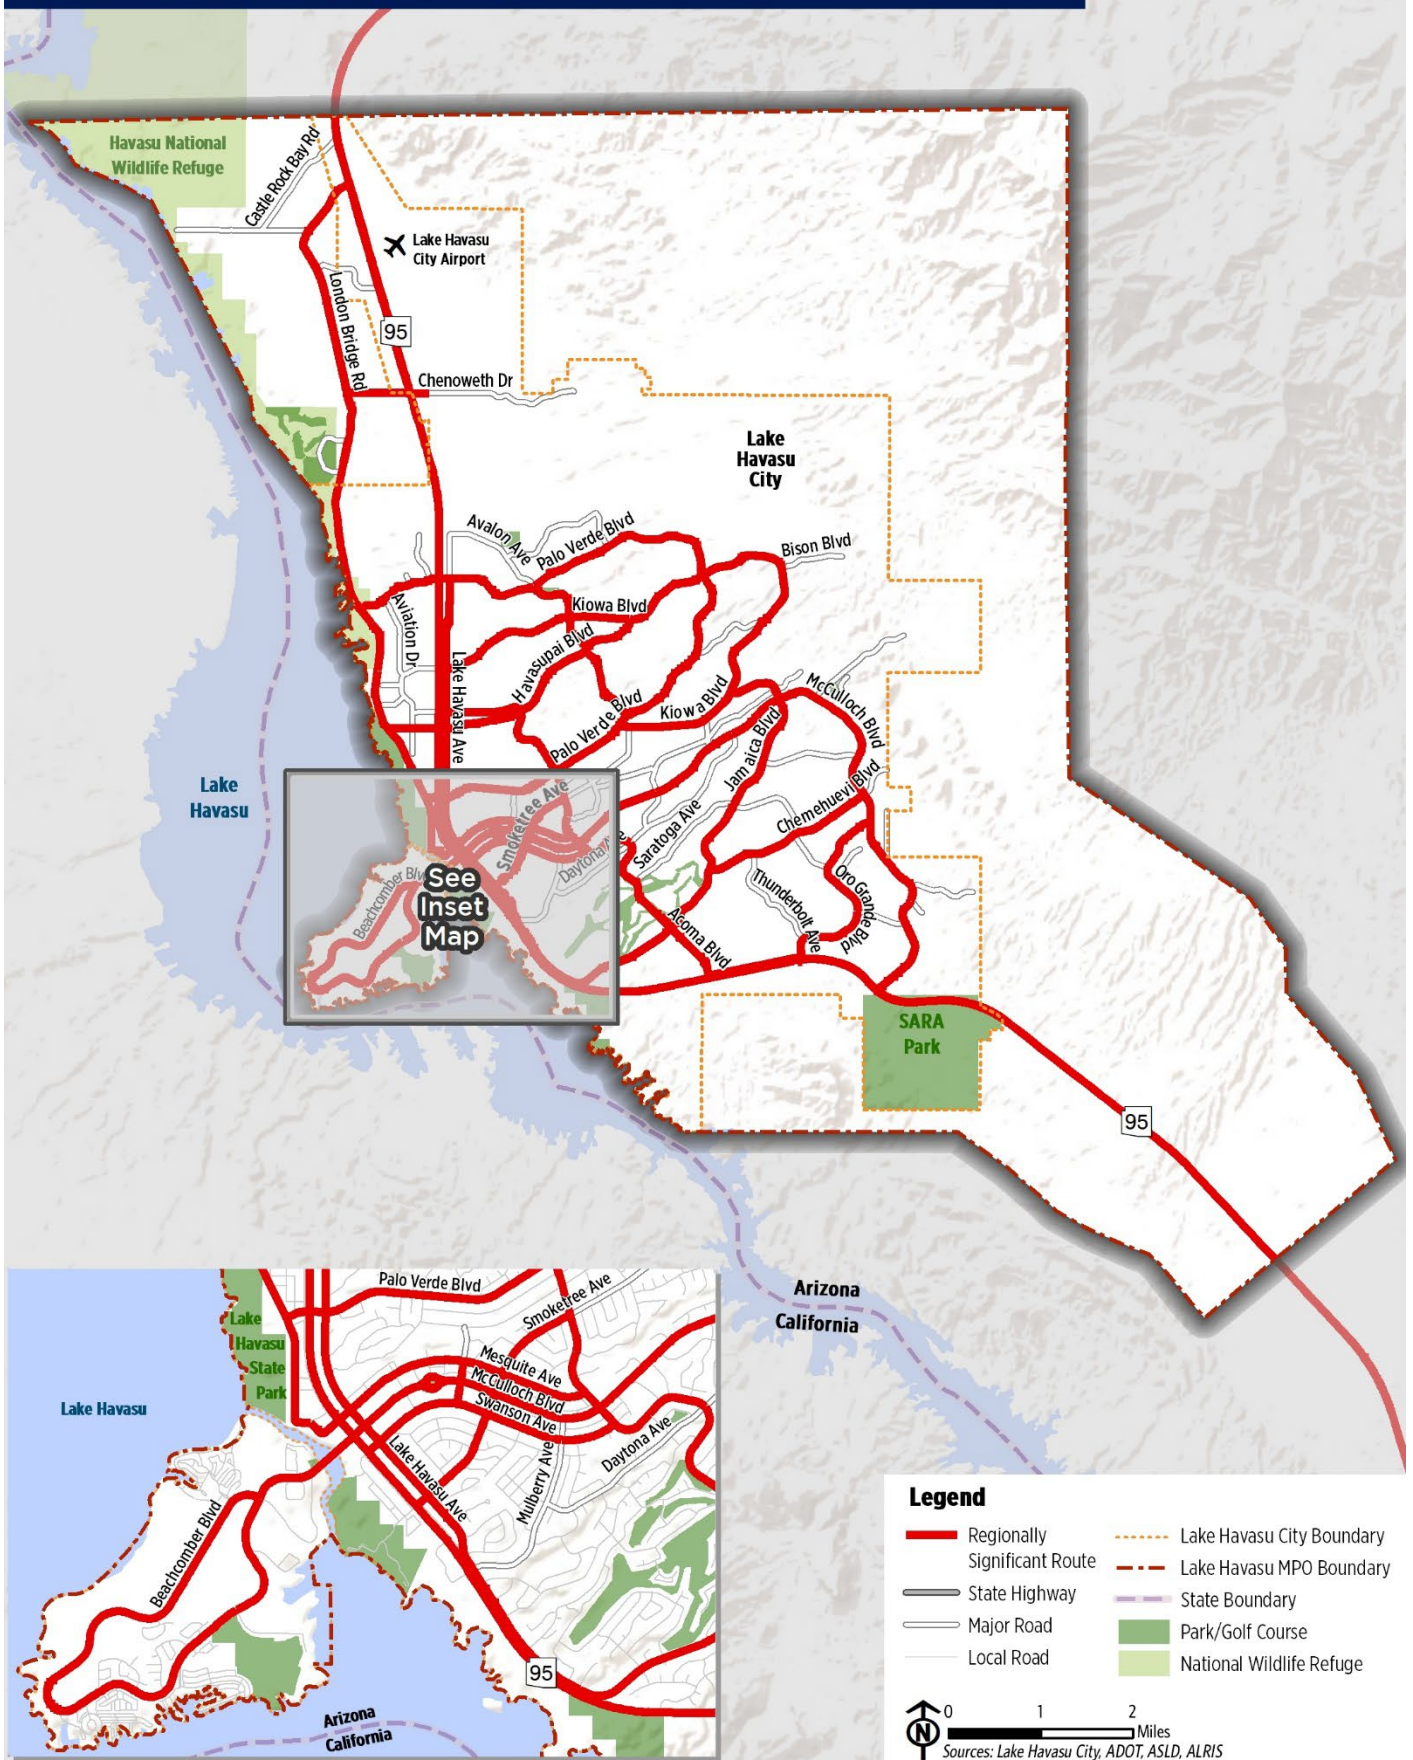 Havasu National
Wildlife Refuge
Castle Rock Bay Rd
Lake Havasu
City Airport
London Bridge Rd
95
Chenoweth Dr
Lake
Havasu
City
Avalon Ave
Palo Verde Blvd
Bison Blvd
Aviation Dr
Kiowa Blvd
Havasupai Blvd
Lake Havasu Ave
Palo Verde Blvd
Kiowa Blvd
McCulloch Blvd
Jamaica Blvd
Lake
Havasu
Smoketree Ave
Saratoga Ave
Chemehuevi Blvd
Daytona A
e
Beachcomber Blv
See
Inset
Map
Thunderbolt Ave
Oro Grande Blvd
Acoma Blvd
SARA
Park
95
Arizona
California
Palo Verde Blvd
Smoketree Ave
Lake
Havasu
State
Park
Mesquite Ave
McCulloch Blvd
Swanson Ave
Lake Havasu
Lake Havasu Ave
Mulberry Ave
Daytona Ave
Beachcomber Blvd
95
Arizona
California
Legend
Regionally
Significant Route
State Highway
Major Road
Local Road
Lake Havasu City Boundary
Lake Havasu MPO Boundary
State Boundary
Park/Golf Course
National Wildlife Refuge
N
0 1 2
Miles
Sources: Lake Havasu City, ADOT, ASLD, ALRIS